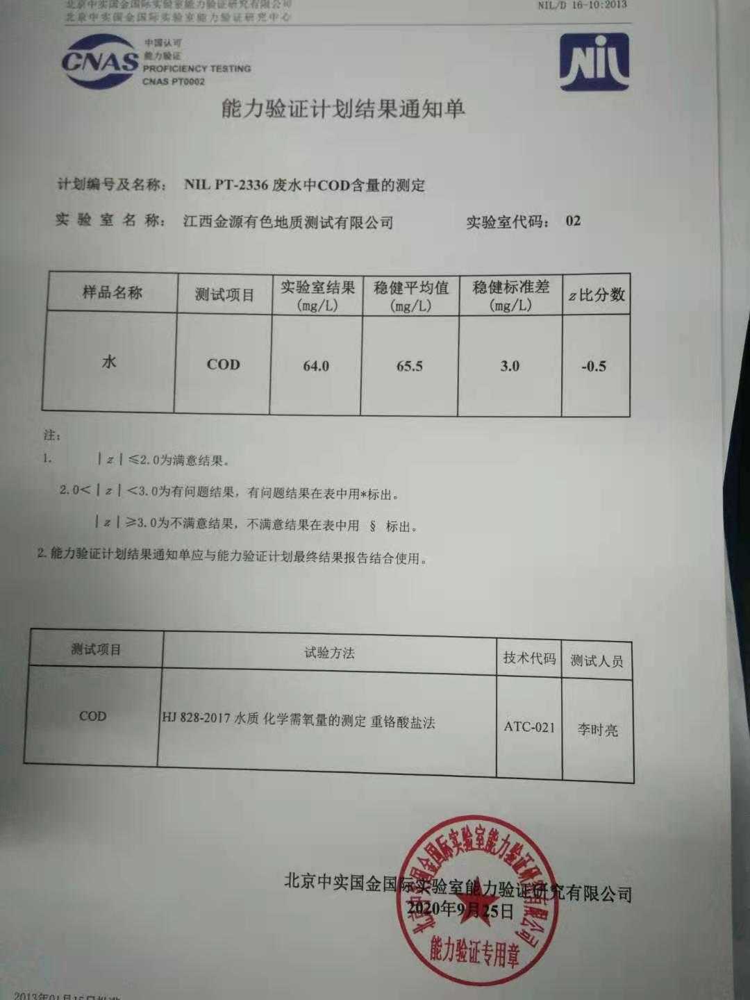 北京中实国金国际实验室能力验证研究有限公司
北京中实国金国际实验室能力验证研究中心
NIL/D 16-10:2013
CNAS
中国认可
能力验证
PROFICIENCY TESTING
CNAS PT0002
NIL
能力验证计划结果通知单
计划编号及名称： NIL PT-2336 废水中COD含量的测定
实 验 室 名 称： 江西金源有色地质测试有限公司 实验室代码： 02
样品名称 测试项目 实验室结果 (mg/L) 稳健平均值 (mg/L) 稳健标准差 (mg/L) z比分数
水 COD 64.0 65.5 3.0 -0.5
注：
1. ｜z｜≤2.0为满意结果。
2.0<｜z｜<3.0为有问题结果，有问题结果在表中用*标出。
｜z｜≥3.0为不满意结果，不满意结果在表中用 § 标出。
2.能力验证计划结果通知单应与能力验证计划最终结果报告结合使用。
测试项目 试验方法 技术代码 测试人员
COD HJ 828-2017 水质 化学需氧量的测定 重铬酸盐法 ATC-021 李时亮
北京中实国金国际实验室能力验证研究有限公司
2020年9月25日
北京中实国金国际实验室能力验证研究有限公司
能力验证专用章
2013年01月15日批准